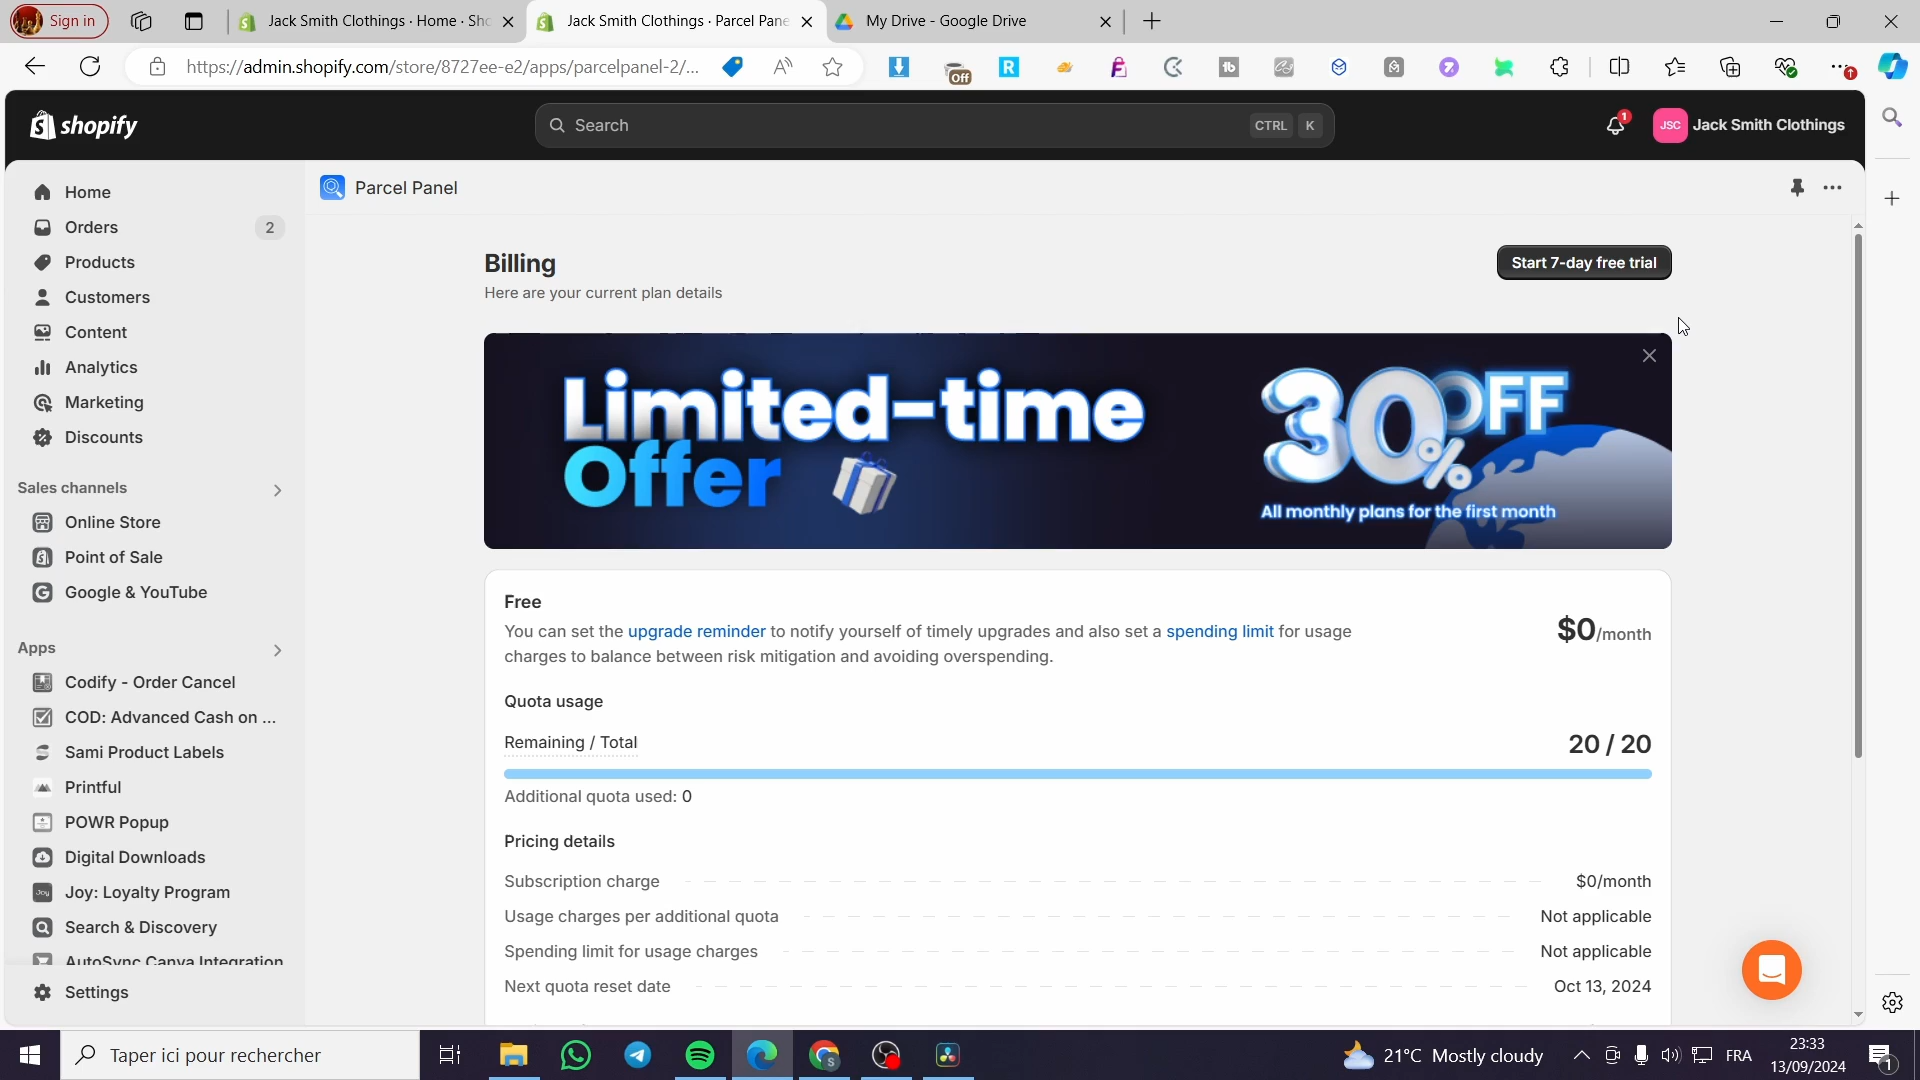 Sign in
Jack Smith Clothings · Home · Sho
Jack Smith Clothings · Parcel Pane
My Drive - Google Drive
https://admin.shopify.com/store/8727ee-e2/apps/parcelpanel-2/...
Off
shopify
Search
CTRL K
1
JSC
Jack Smith Clothings
Home
Orders
2
Products
Customers
Content
Analytics
Marketing
Discounts
Sales channels
Online Store
Point of Sale
Google & YouTube
Apps
Codify - Order Cancel
COD: Advanced Cash on ...
Sami Product Labels
Printful
POWR Popup
Digital Downloads
Joy: Loyalty Program
Search & Discovery
AutoSync Canva Integration
Settings
Parcel Panel
Billing
Here are your current plan details
Start 7-day free trial
Limited-time
Offer
30% OFF
All monthly plans for the first month
Free
You can set the upgrade reminder to notify yourself of timely upgrades and also set a spending limit for usage
charges to balance between risk mitigation and avoiding overspending.
$0/month
Quota usage
Remaining / Total
20 / 20
Additional quota used: 0
Pricing details
Subscription charge
$0/month
Usage charges per additional quota
Not applicable
Spending limit for usage charges
Not applicable
Next quota reset date
Oct 13, 2024
Taper ici pour rechercher
21°C Mostly cloudy
FRA
23:33
13/09/2024
1